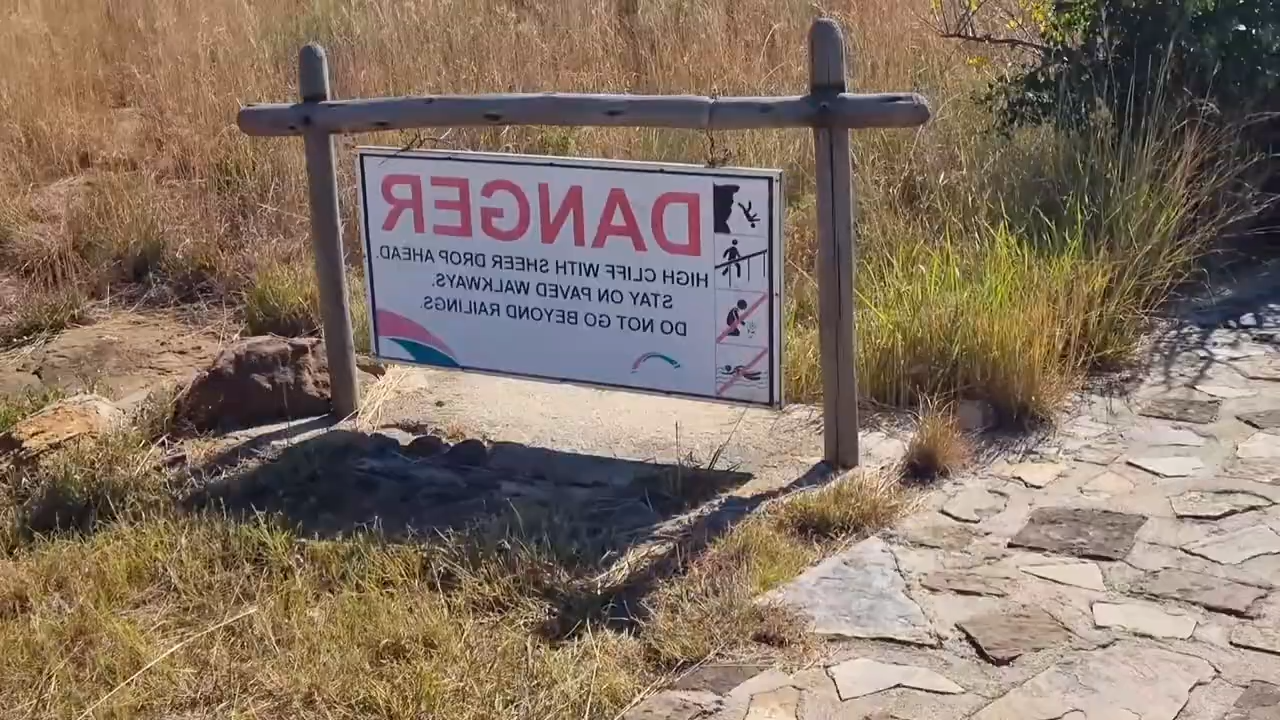 DANGER
HIGH CLIFF WITH SHEER DROP AHEAD.
STAY ON PAVED WALKWAYS.
DO NOT GO BEYOND RAILINGS.